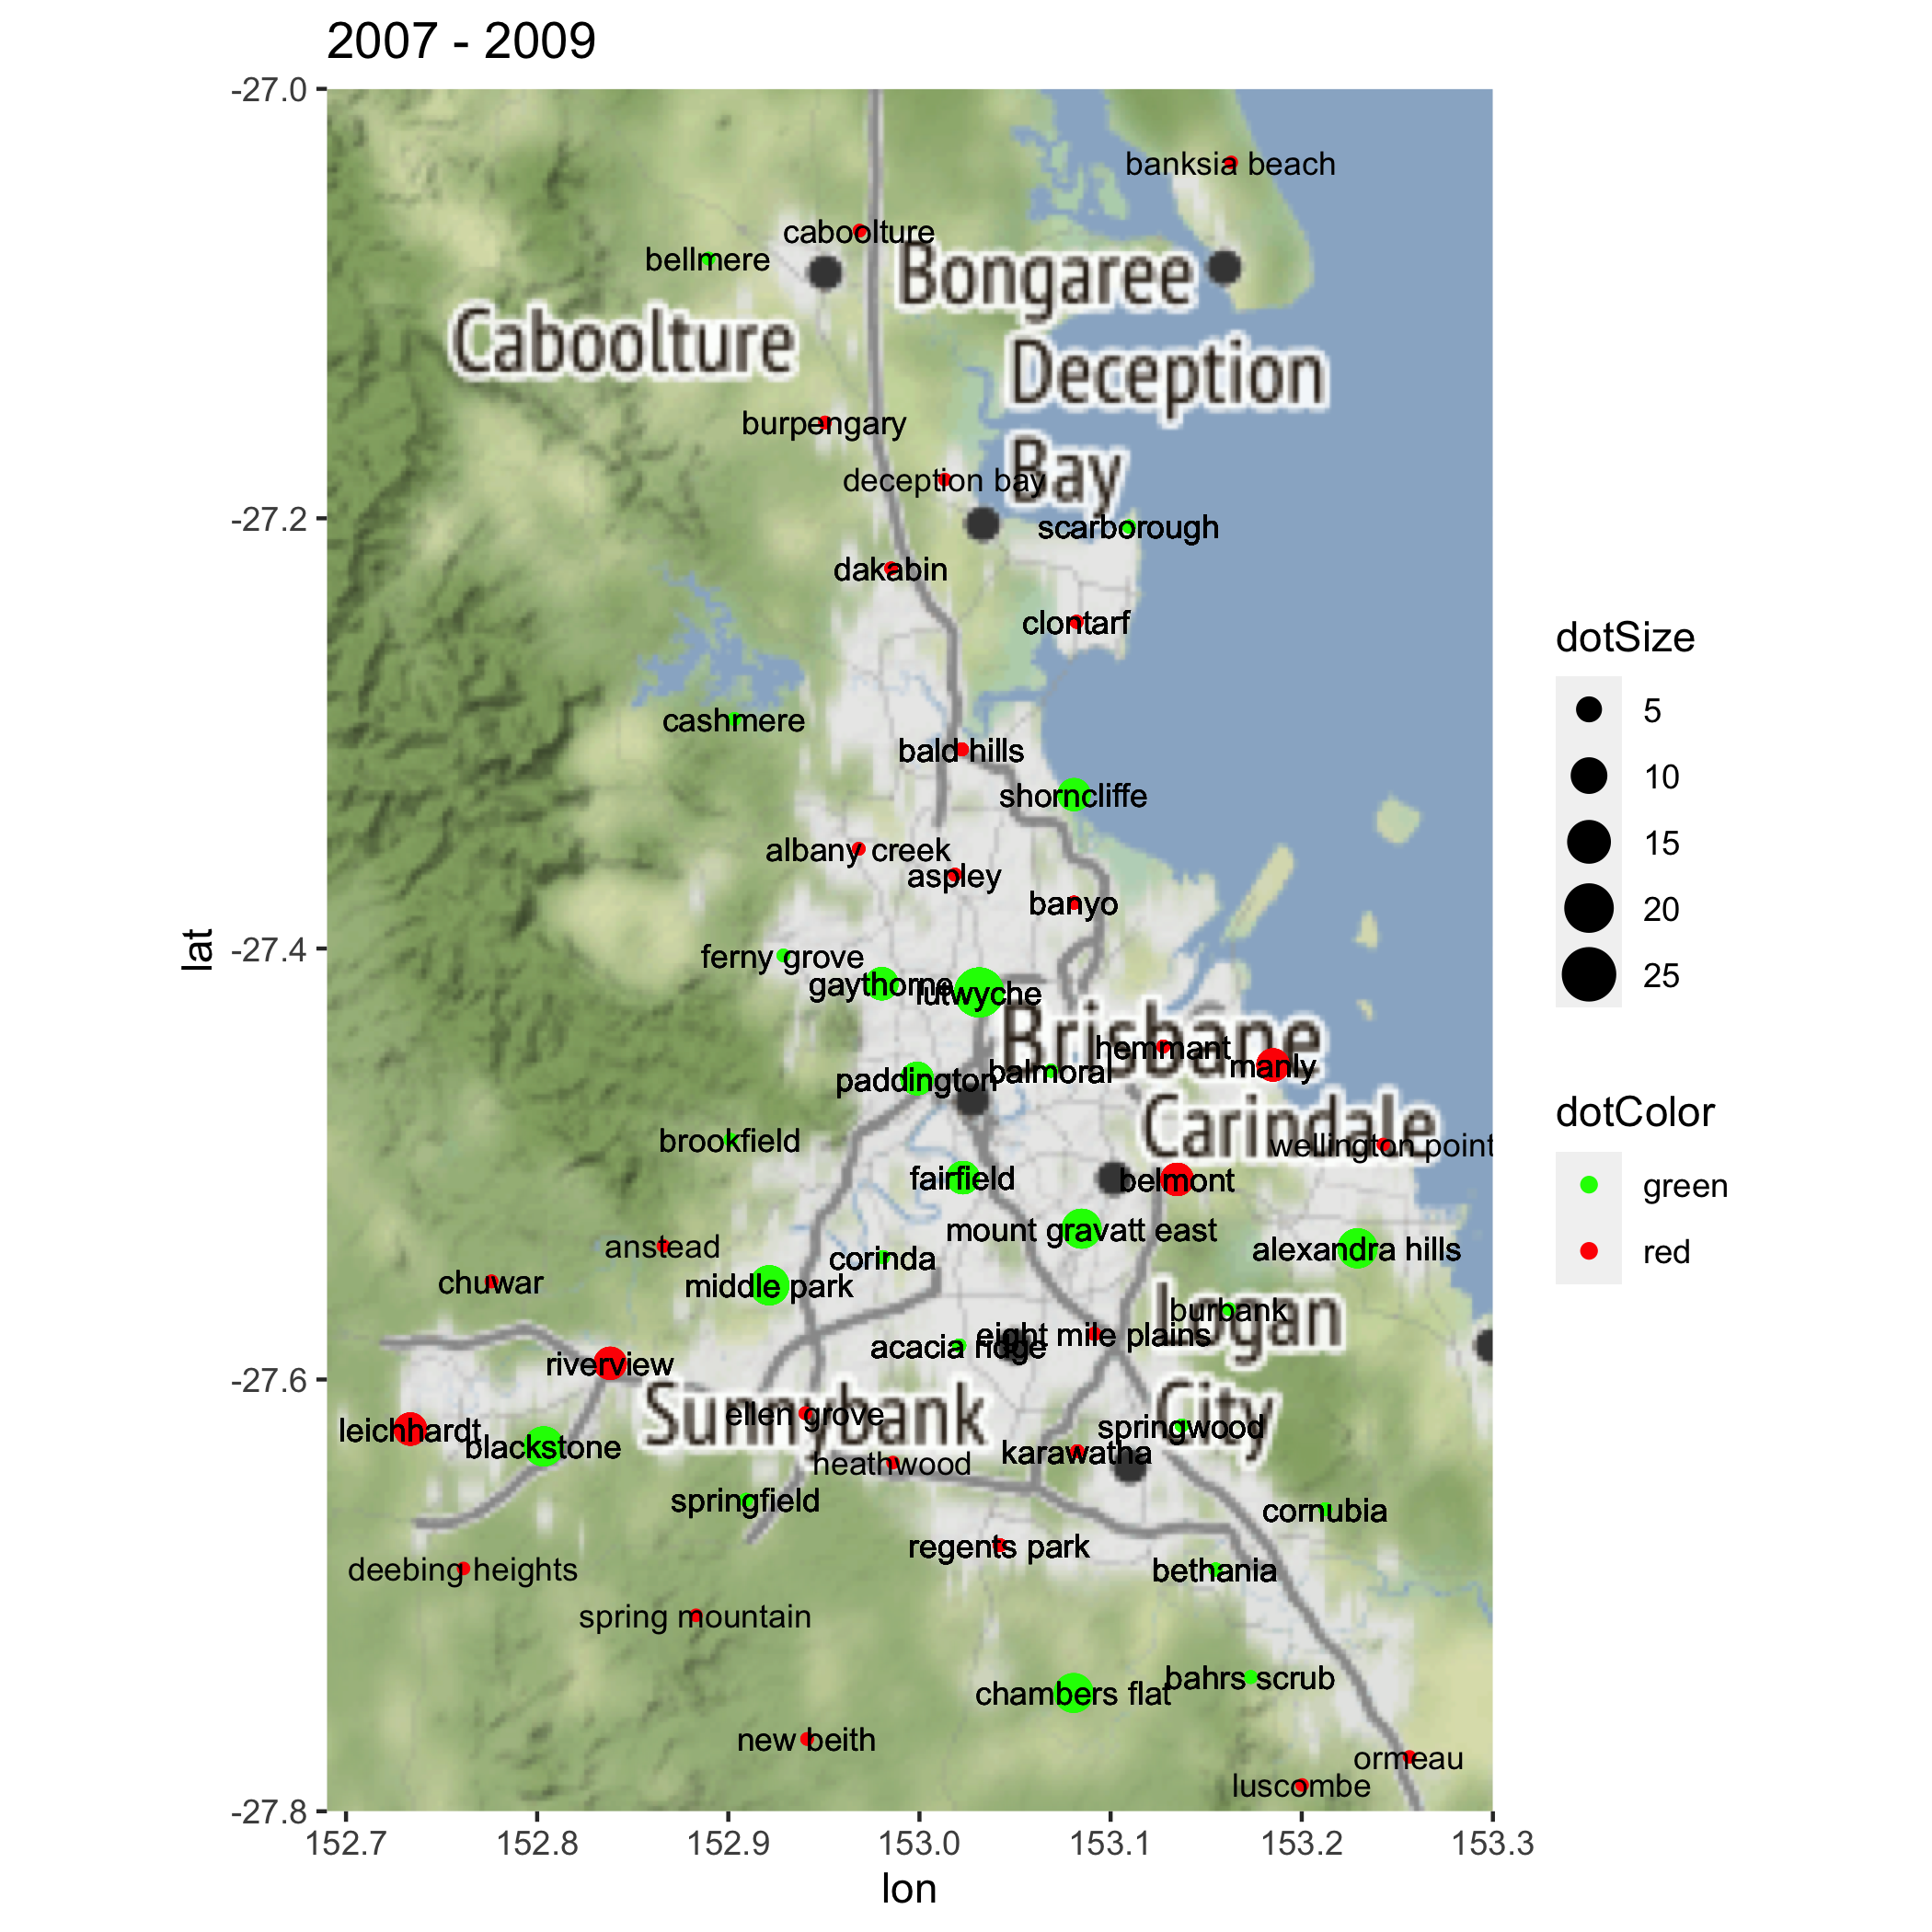 2007 - 2009
-27.0
banksia beach
caboolture
bellmere
Bongaree
Caboolture
Deception
Bay
burpengary
deception bay
-27.2
scarborough
dakabin
clontarf
cashmere
bald hills
shorncliffe
albany creek
aspley
banyo
lat
-27.4
ferny grove
gaythorne
lutwyche
Brisbane
hemmant
manly
balmoral
paddington
Carindale
brookfield
wellington point
fairfield
belmont
mount gravatt east
anstead
corinda
alexandra hills
chuwar
middle park
Logan
City
burbank
eight mile plains
acacia ridge
riverview
-27.6
Sunnybank
ellen grove
leichhardt
blackstone
springwood
karawatha
heathwood
springfield
cornubia
regents park
deebing heights
bethania
spring mountain
bahrs scrub
chambers flat
new beith
ormeau
luscombe
-27.8
152.7 152.8 152.9 153.0 153.1 153.2 153.3
lon
dotSize
5
10
15
20
25
dotColor
green
red